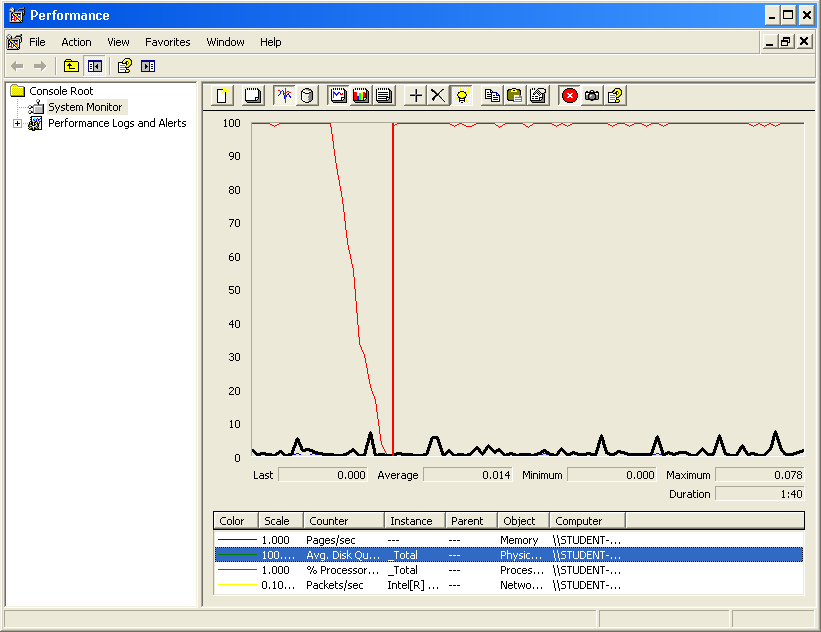 Performance
File Action View Favorites Window Help
Console Root
System Monitor
Performance Logs and Alerts
100
90
80
70
60
50
40
30
20
10
0
Last 0.000 Average 0.014 Minimum 0.000 Maximum 0.078
Duration 1:40
Color Scale Counter Instance Parent Object Computer
1.000 Pages/sec --- --- Memory \\STUDENT-...
100.... Avg. Disk Qu... _Total --- Physic... \\STUDENT-...
1.000 % Processor... _Total --- Proces... \\STUDENT-...
0.10... Packets/sec Intel[R] ... --- Netwo... \\STUDENT-...